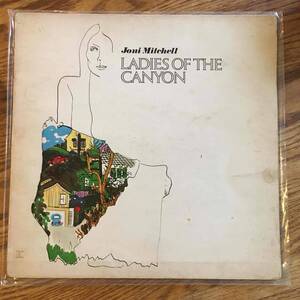 Joni Mitchell
LADIES OF THE
CANYON